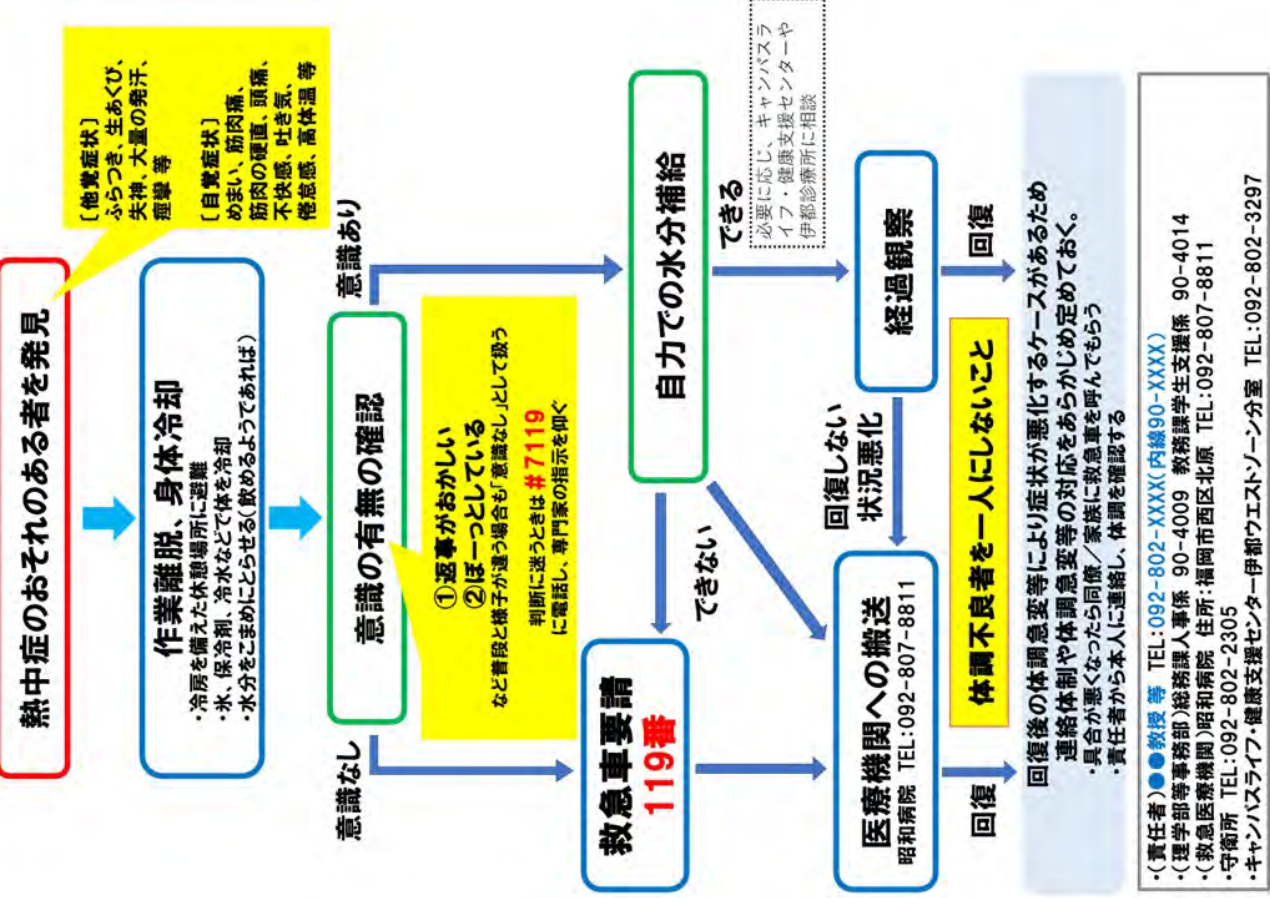 熱中症のおそれのある者を発見
［他覚症状］
ふらつき、生あくび、
失神、大量の発汗、
痙攣 等
［自覚症状］
めまい、筋肉痛、
筋肉の硬直、頭痛、
不快感、吐き気、
倦怠感、高体温 等
作業離脱、身体冷却
・冷房を備えた休憩場所に避難
・氷、保冷剤、冷水などで体を冷却
・水分をこまめにとらせる(飲めるようであれば)
意識の有無の確認
意識なし
意識あり
①返事がおかしい
②ぼーっとしている
など普段と様子が違う場合も「意識なし」として扱う
判断に迷うときは #7119
に電話し、専門家の指示を仰ぐ
救急車要請
119番
自力での水分補給
できない
できる
必要に応じ、キャンパスラ
イフ・健康支援センターや
伊都診療所に相談
医療機関への搬送
昭和病院 TEL:092-807-8811
回復しない
状況悪化
経過観察
回復
体調不良者を一人にしないこと
回復
回復後の体調急変等により症状が悪化するケースがあるため
連絡体制や体調急変等の対応をあらかじめ定めておく。
・具合が悪くなったら同僚／家族に救急車を呼んでもらう
・責任者から本人に連絡し、体調を確認する
・(責任者)●●教授 等 TEL:092-802-XXXX(内線90-XXXX)
・(理学部等事務部)総務課人事係 90-4009 教務課学生支援係 90-4014
・(救急医療機関)昭和病院 住所:福岡市西区北原 TEL:092-807-8811
・守衛所 TEL:092-802-2305
・キャンパスライフ・健康支援センター伊都ウエストゾーン分室 TEL:092-802-3297